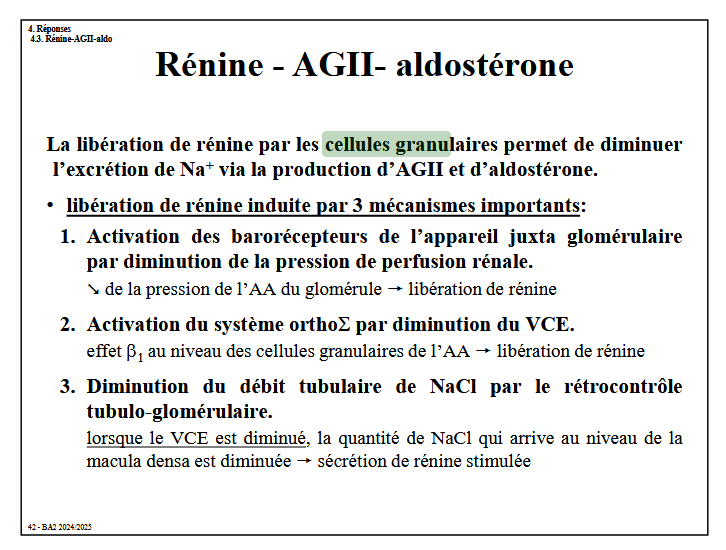 4. Réponses
4.3. Rénine-AGII-aldo
Rénine - AGII- aldostérone
La libération de rénine par les cellules granulaires permet de diminuer
l’excrétion de Na⁺ via la production d’AGII et d’aldostérone.
• libération de rénine induite par 3 mécanismes importants:
1. Activation des barorécepteurs de l’appareil juxta glomérulaire
par diminution de la pression de perfusion rénale.
↘ de la pression de l’AA du glomérule → libération de rénine
2. Activation du système orthoΣ par diminution du VCE.
effet β₁ au niveau des cellules granulaires de l’AA → libération de rénine
3. Diminution du débit tubulaire de NaCl par le rétrocontrôle
tubulo-glomérulaire.
lorsque le VCE est diminué, la quantité de NaCl qui arrive au niveau de la
macula densa est diminuée → sécrétion de rénine stimulée
42 - BA2 2024/2025